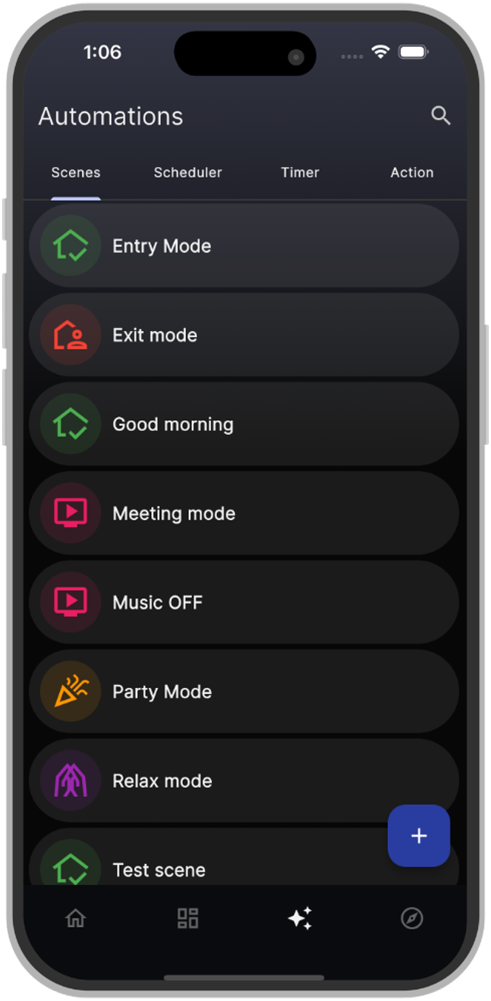 1:06
Automations
Scenes Scheduler Timer Action
Entry Mode
Exit mode
Good morning
Meeting mode
Music OFF
Party Mode
Relax mode
Test scene